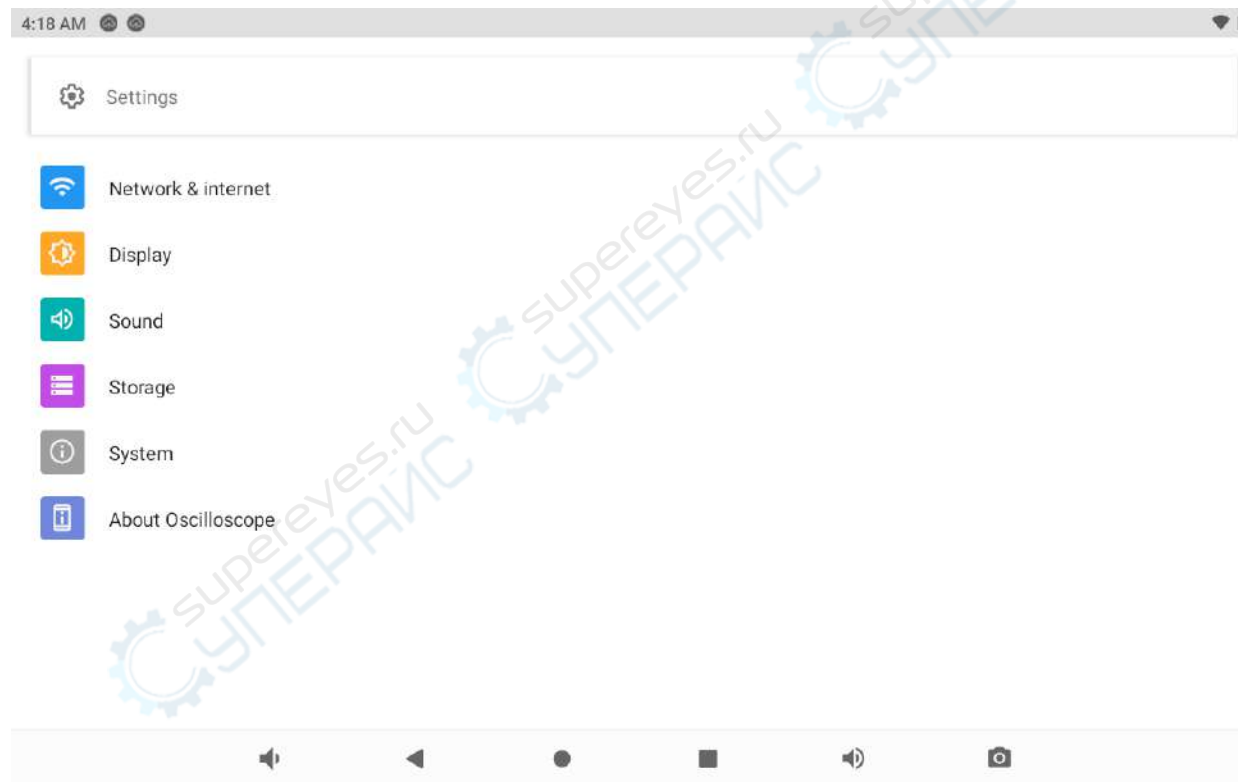 4:18 AM
Settings
Network & internet
Display
Sound
Storage
System
About Oscilloscope
supereyes.ru
СУПЕРАЙС
supereyes.ru
СУПЕРАЙС
supereyes.ru
СУПЕРАЙС